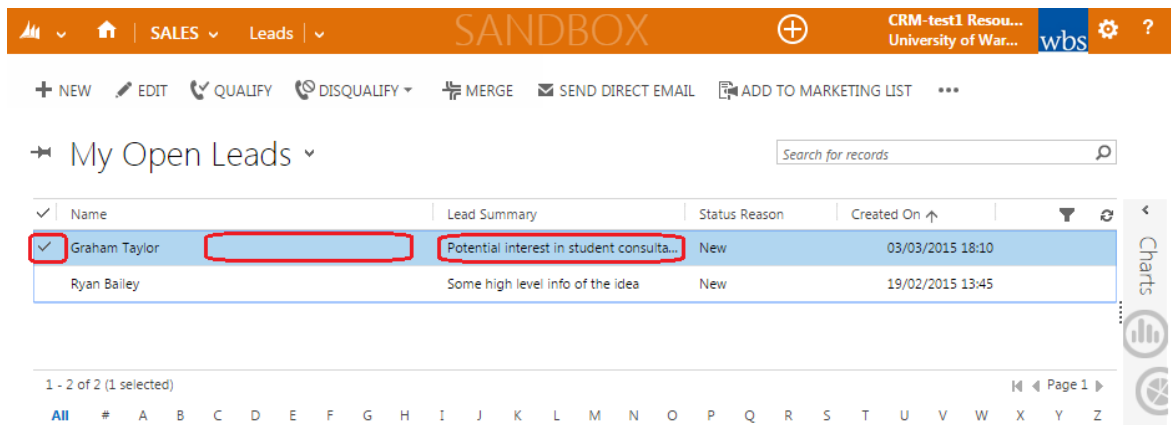 SALES Leads SANDBOX CRM-test1 Resou... wbs ?
University of War...
NEW EDIT QUALIFY DISQUALIFY MERGE SEND DIRECT EMAIL ADD TO MARKETING LIST •••
My Open Leads Search for records
Name Lead Summary Status Reason Created On
Graham Taylor Potential interest in student consulta... New 03/03/2015 18:10
Ryan Bailey Some high level info of the idea New 19/02/2015 13:45
Charts
1 - 2 of 2 (1 selected) Page 1
All # A B C D E F G H I J K L M N O P Q R S T U V W X Y Z